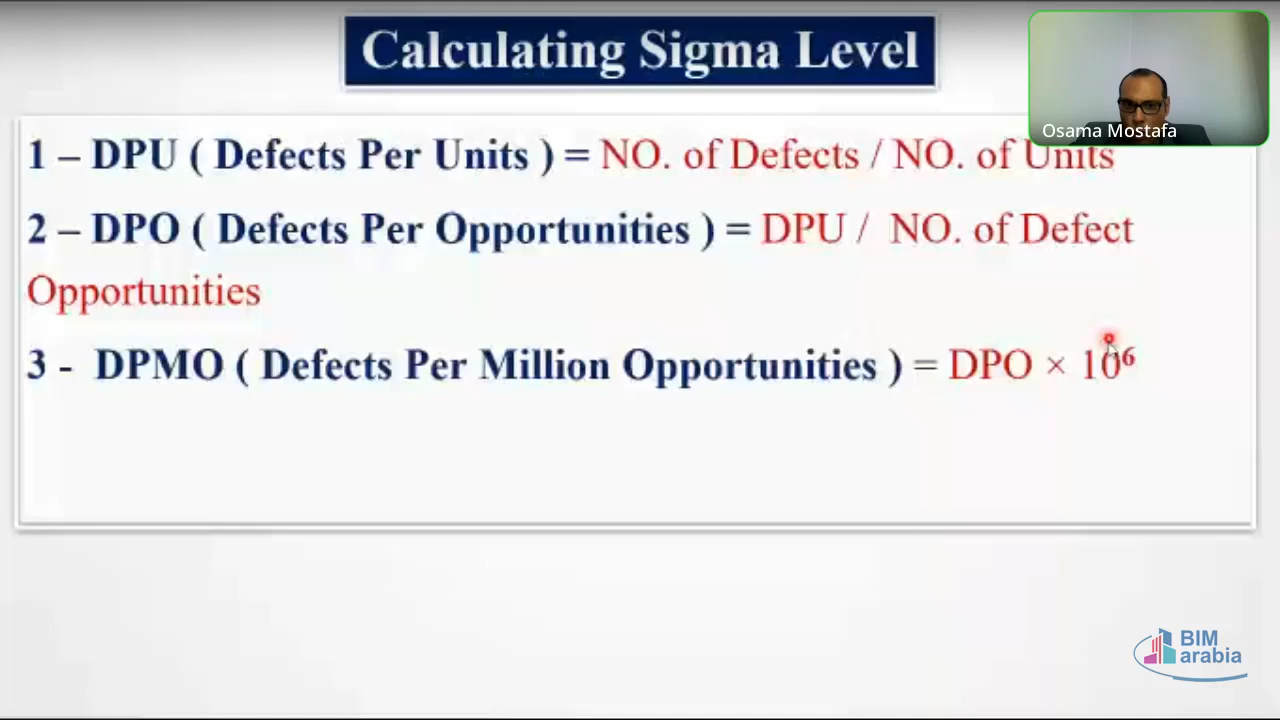 Calculating Sigma Level
Osama Mostafa
1 – DPU ( Defects Per Units ) = NO. of Defects / NO. of Units
2 – DPO ( Defects Per Opportunities ) = DPU / NO. of Defect
Opportunities
3 - DPMO ( Defects Per Million Opportunities ) = DPO × 10⁶
BIM
arabia